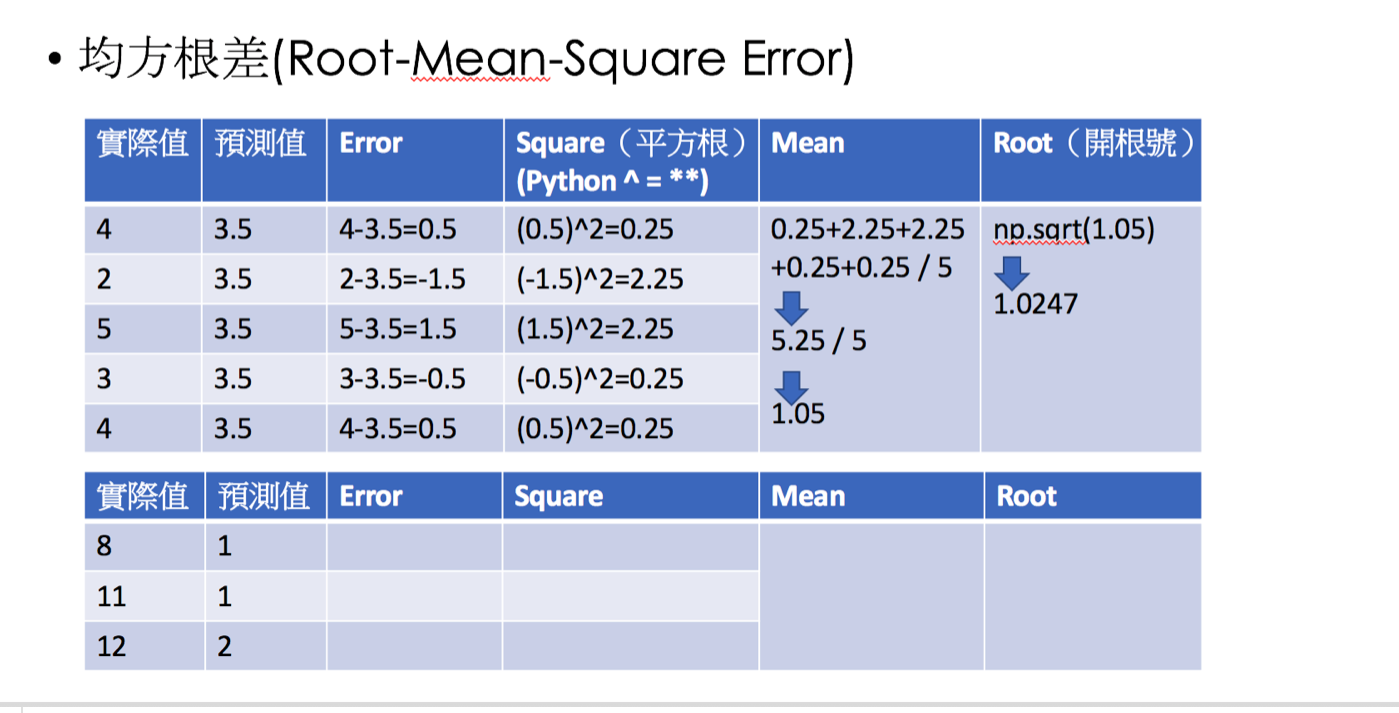 • 均方根差(Root-Mean-Square Error)
實際值 預測值 Error Square（平方根） Mean Root（開根號）
(Python ^ = **)
4 3.5 4-3.5=0.5 (0.5)^2=0.25 0.25+2.25+2.25 np.sqrt(1.05)
+0.25+0.25 / 5
2 3.5 2-3.5=-1.5 (-1.5)^2=2.25
1.0247
5 3.5 5-3.5=1.5 (1.5)^2=2.25
5.25 / 5
3 3.5 3-3.5=-0.5 (-0.5)^2=0.25
1.05
4 3.5 4-3.5=0.5 (0.5)^2=0.25
實際值 預測值 Error Square Mean Root
8 1
11 1
12 2